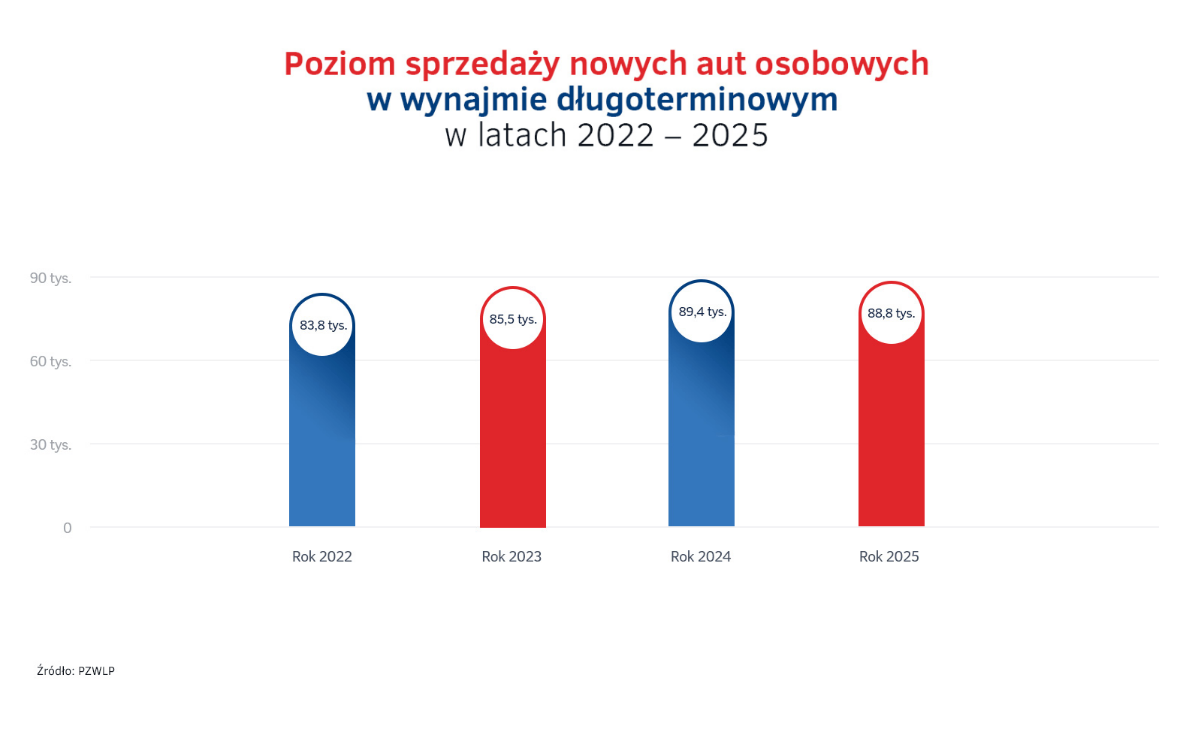 Poziom sprzedaży nowych aut osobowych
w wynajmie długoterminowym
w latach 2022 – 2025
90 tys.
60 tys.
30 tys.
0
83,8 tys.
85,5 tys.
89,4 tys.
88,8 tys.
Rok 2022
Rok 2023
Rok 2024
Rok 2025
Źródło: PZWLP